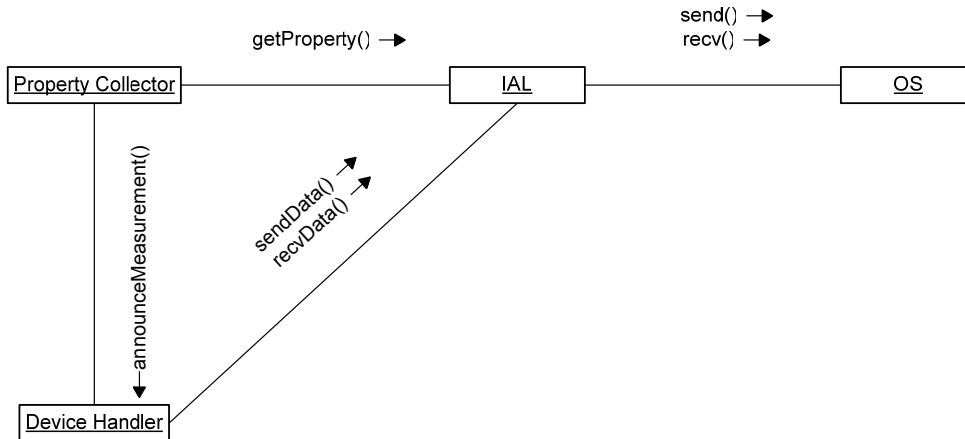 send()
getProperty()
recv()
Property Collector
IAL
OS
announceMeasurement()
sendData()
recvData()
Device Handler